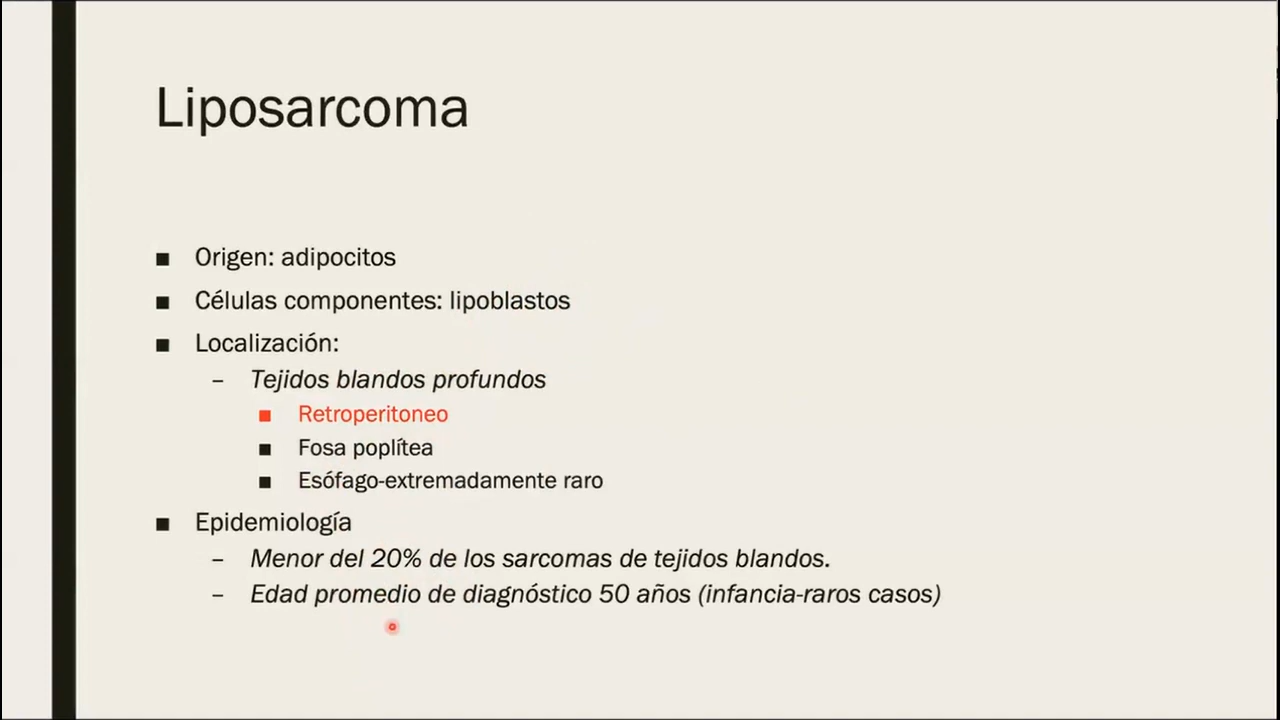 Liposarcoma
▪ Origen: adipocitos
▪ Células componentes: lipoblastos
▪ Localización:
– Tejidos blandos profundos
▪ Retroperitoneo
▪ Fosa poplítea
▪ Esófago-extremadamente raro
▪ Epidemiología
– Menor del 20% de los sarcomas de tejidos blandos.
– Edad promedio de diagnóstico 50 años (infancia-raros casos)